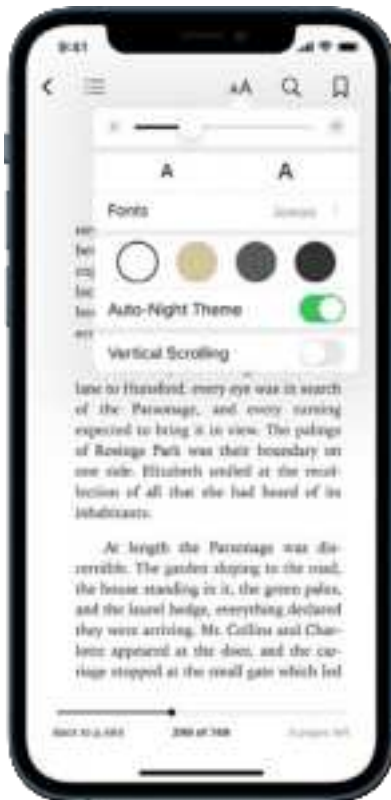 9:41
AA
A A
Fonts
Auto-Night Theme
Vertical Scrolling
lane to Hunsford, every eye was in search
of the Parsonage, and every turning
expected to bring it in view. The palings
of Rosings Park was their boundary on
one side. Elizabeth smiled at the recol-
lection of all that she had heard of its
inhabitants.
At length the Parsonage was dis-
cernible. The garden sloping to the road,
the house standing in it, the green pales,
and the laurel hedge, everything declared
they were arriving. Mr. Collins and Char-
lotte appeared at the door, and the car-
riage stopped at the small gate which led